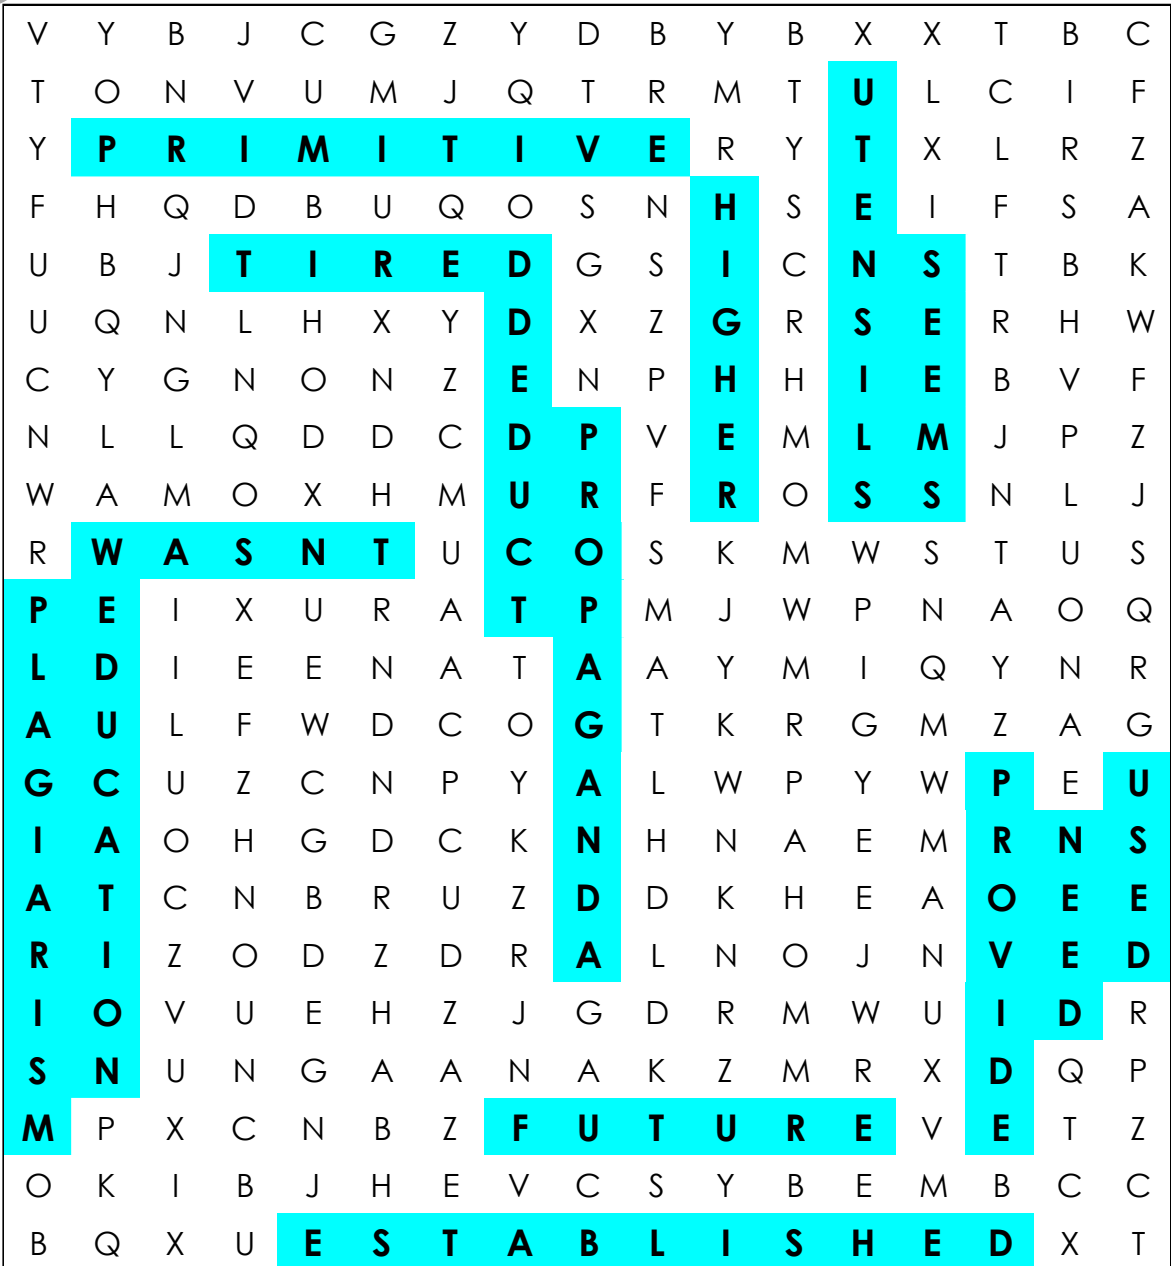 V Y B J C G Z Y D B Y B X X T B C
T O N V U M J Q T R M T U L C I F
Y P R I M I T I V E R Y T X L R Z
F H Q D B U Q O S N H S E I F S A
U B J T I R E D G S I C N S T B K
U Q N L H X Y D X Z G R S E R H W
C Y G N O N Z E N P H H I E B V F
N L L Q D D C D P V E M L M J P Z
W A M O X H M U R F R O S S N L J
R W A S N T U C O S K M W S T U S
P E I X U R A T P M J W P N A O Q
L D I E E N A T A A Y M I Q Y N R
A U L F W D C O G T K R G M Z A G
G C U Z C N P Y A L W P Y W P E U
I A O H G D C K N H N A E M R N S
A T C N B R U Z D D K H E A O E E
R I Z O D Z D R A L N O J N V E D
I O V U E H Z J G D R M W U I D R
S N U N G A A N A K Z M R X D Q P
M P X C N B Z F U T U R E V E T Z
O K I B J H E V C S Y B E M B C C
B Q X U E S T A B L I S H E D X T